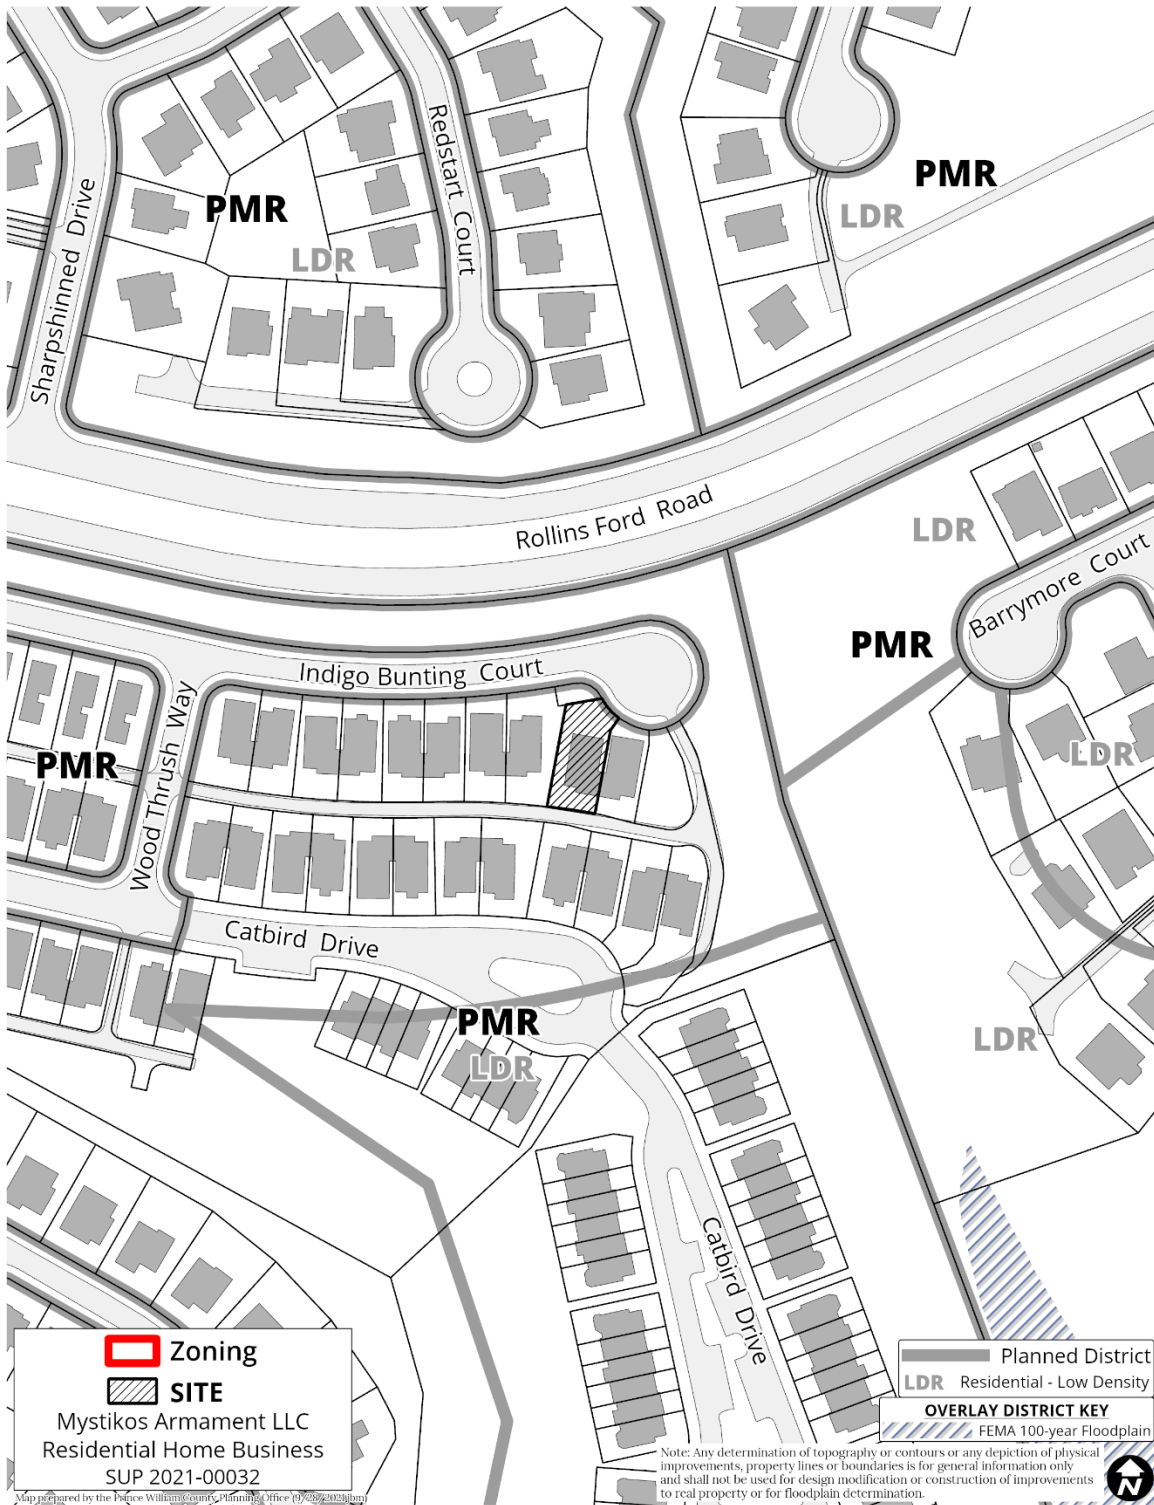 Redstart Court
PMR
LDR
PMR
LDR
Sharpshinned Drive
Rollins Ford Road
LDR
Barrymore Court
PMR
Indigo Bunting Court
Wood Thrush Way
PMR
LDR
Catbird Drive
PMR
LDR
LDR
Catbird Drive
Zoning
SITE
Mystikos Armament LLC
Residential Home Business
SUP 2021-00032
Map prepared by the Prince William County Planning Office (9/28/2021jbm)
Planned District
LDR Residential - Low Density
OVERLAY DISTRICT KEY
FEMA 100-year Floodplain
Note: Any determination of topography or contours or any depiction of physical
improvements, property lines or boundaries is for general information only
and shall not be used for design modification or construction of improvements
to real property or for floodplain determination.
N